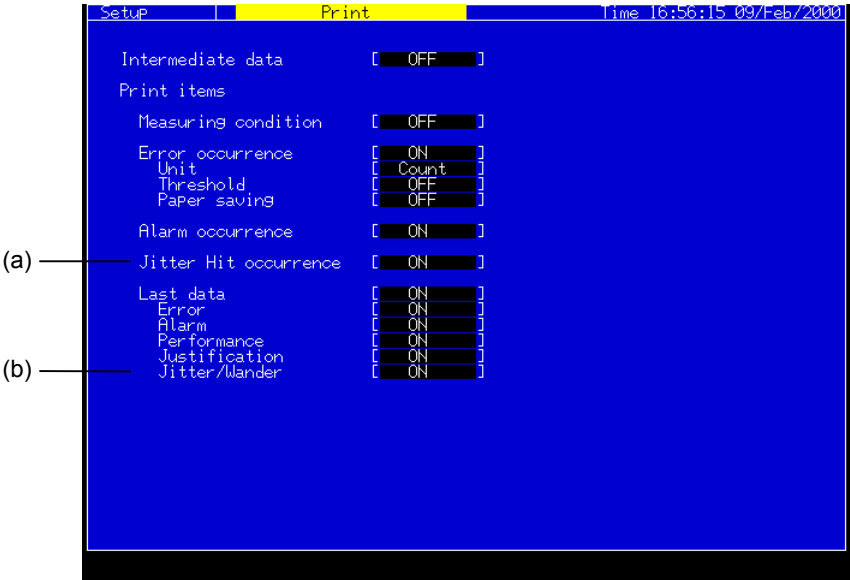 Setup Print Time 16:56:15 09/Feb/2000
Intermediate data [ OFF ]
Print items
Measuring condition [ OFF ]
Error occurrence [ ON ]
Unit [ Count ]
Threshold [ OFF ]
Paper saving [ OFF ]
Alarm occurrence [ ON ]
(a) Jitter Hit occurrence [ ON ]
Last data [ ON ]
Error [ ON ]
Alarm [ ON ]
Performance [ ON ]
Justification [ ON ]
(b) Jitter/Wander [ ON ]